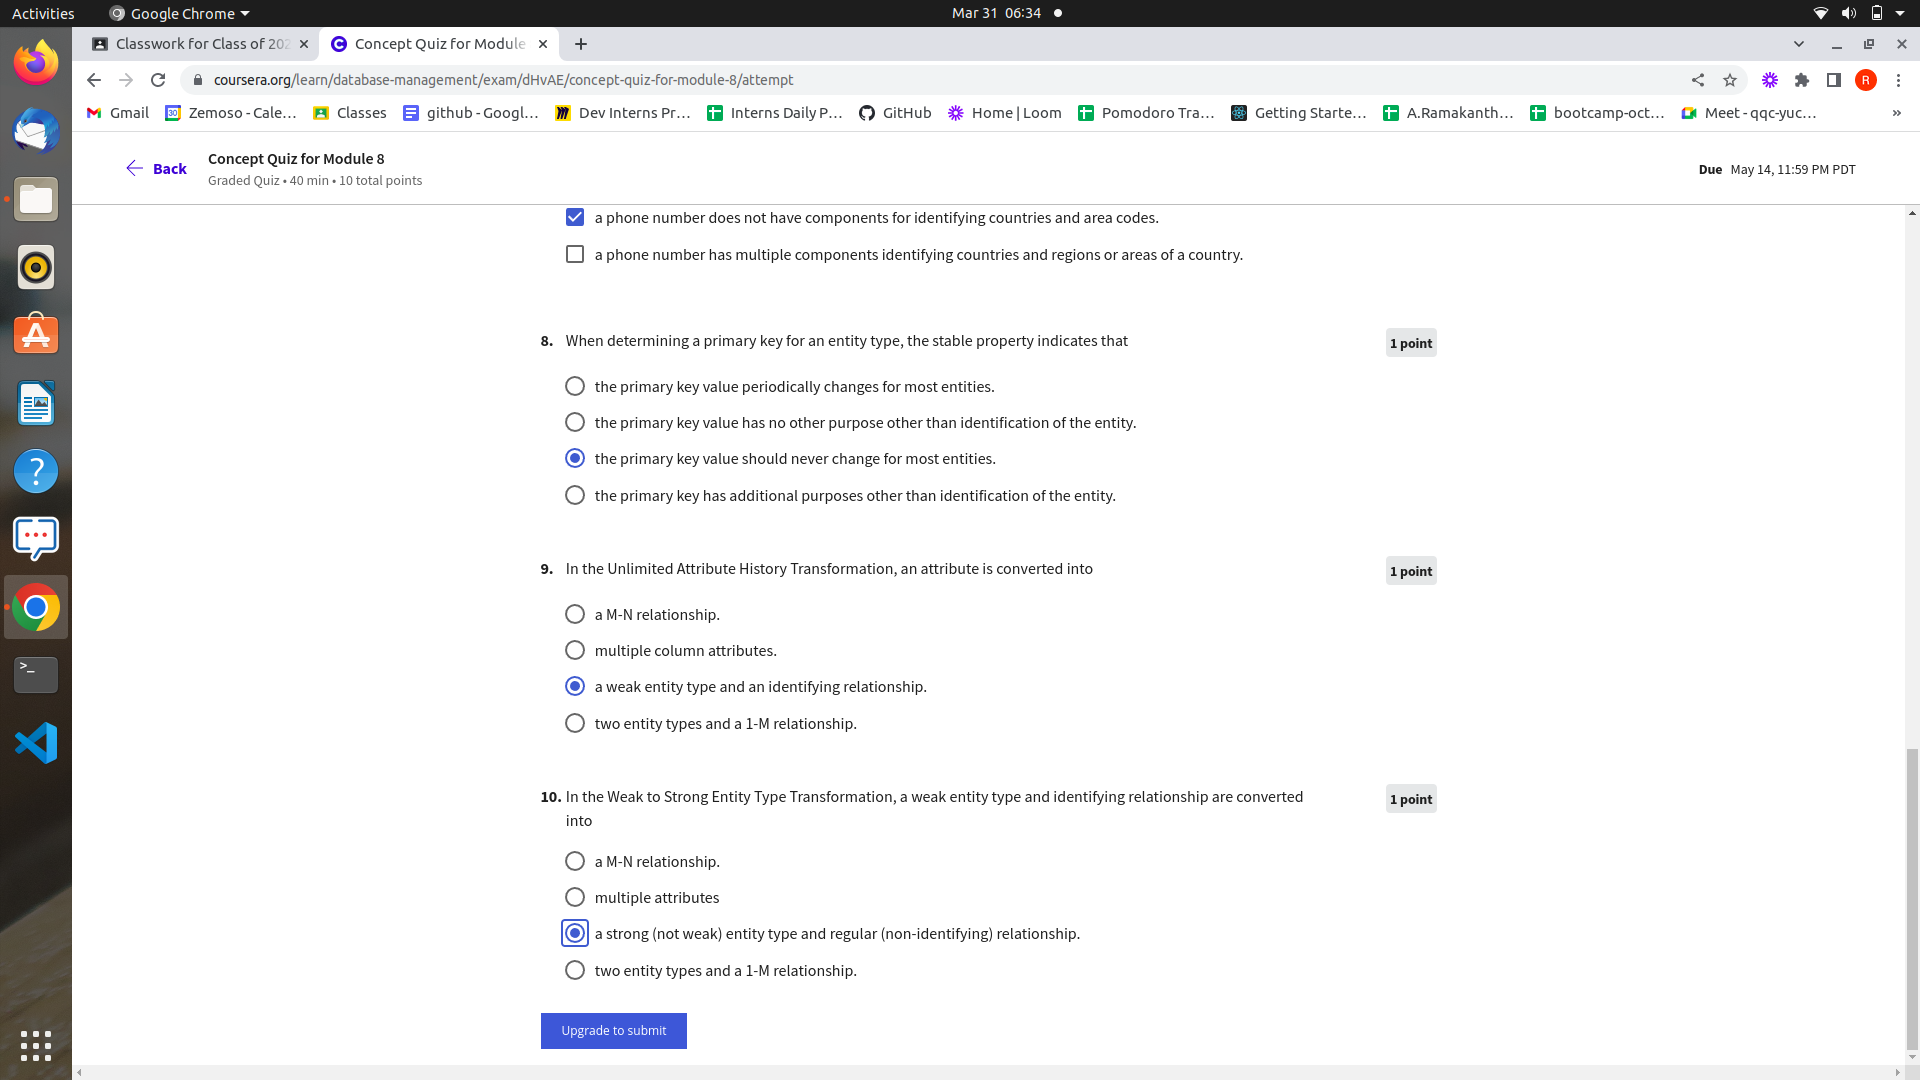 Activities
Google Chrome
Mar 31 06:34
Classwork for Class of 202
Concept Quiz for Module
coursera.org/learn/database-management/exam/dHvAE/concept-quiz-for-module-8/attempt
R
Gmail
30
Zemoso - Cale...
Classes
github - Googl...
Dev Interns Pr...
Interns Daily P...
GitHub
Home | Loom
Pomodoro Tra...
Getting Starte...
A.Ramakanth...
bootcamp-oct...
Meet - qqc-yuc...
»
Back
Concept Quiz for Module 8
Graded Quiz • 40 min • 10 total points
Due May 14, 11:59 PM PDT
a phone number does not have components for identifying countries and area codes.
a phone number has multiple components identifying countries and regions or areas of a country.
8. When determining a primary key for an entity type, the stable property indicates that
1 point
the primary key value periodically changes for most entities.
the primary key value has no other purpose other than identification of the entity.
the primary key value should never change for most entities.
the primary key has additional purposes other than identification of the entity.
9. In the Unlimited Attribute History Transformation, an attribute is converted into
1 point
a M-N relationship.
multiple column attributes.
a weak entity type and an identifying relationship.
two entity types and a 1-M relationship.
10. In the Weak to Strong Entity Type Transformation, a weak entity type and identifying relationship are converted
into
1 point
a M-N relationship.
multiple attributes
a strong (not weak) entity type and regular (non-identifying) relationship.
two entity types and a 1-M relationship.
Upgrade to submit